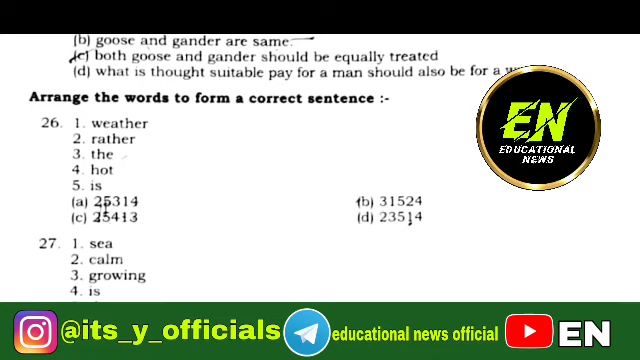 (b) goose and gander are same.
(c) both goose and gander should be equally treated
(d) what is thought suitable pay for a man should also be for a
Arrange the words to form a correct sentence :-
26. 1. weather
2. rather
3. the
4. hot
5. is
(a) 25314 (b) 31524
(c) 25413 (d) 23514
27. 1. sea
2. calm
3. growing
4. is
EN
EDUCATIONAL
NEWS
@its_y_officials educational news official EN